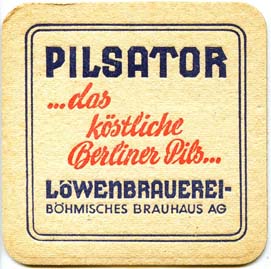 PILSATOR
...das
köstliche
Berliner Pils...
LöWENBRAUEREI-
BÖHMISCHES BRAUHAUS AG